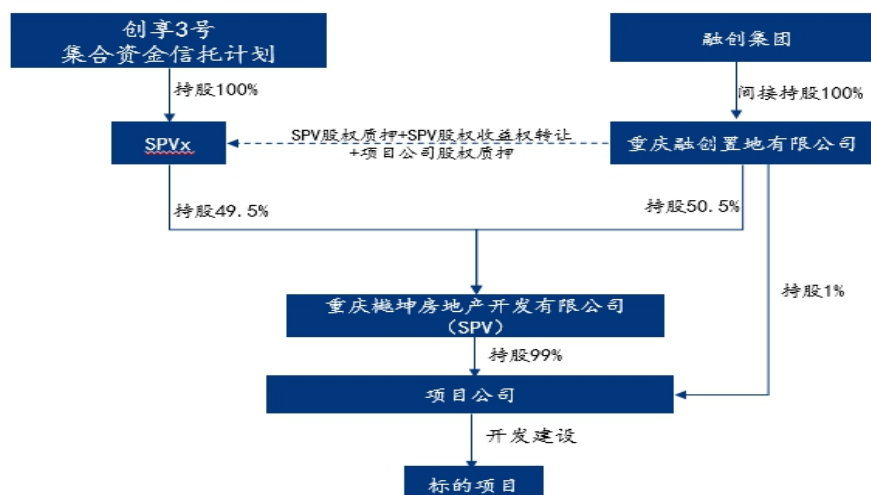 创享3号
集合资金信托计划
融创集团
持股100%
间接持股100%
SPVx
SPV股权质押+SPV股权收益权转让
+项目公司股权质押
重庆融创置地有限公司
持股49.5%
持股50.5%
持股1%
重庆樾坤房地产开发有限公司
（SPV）
持股99%
项目公司
开发建设
标的项目